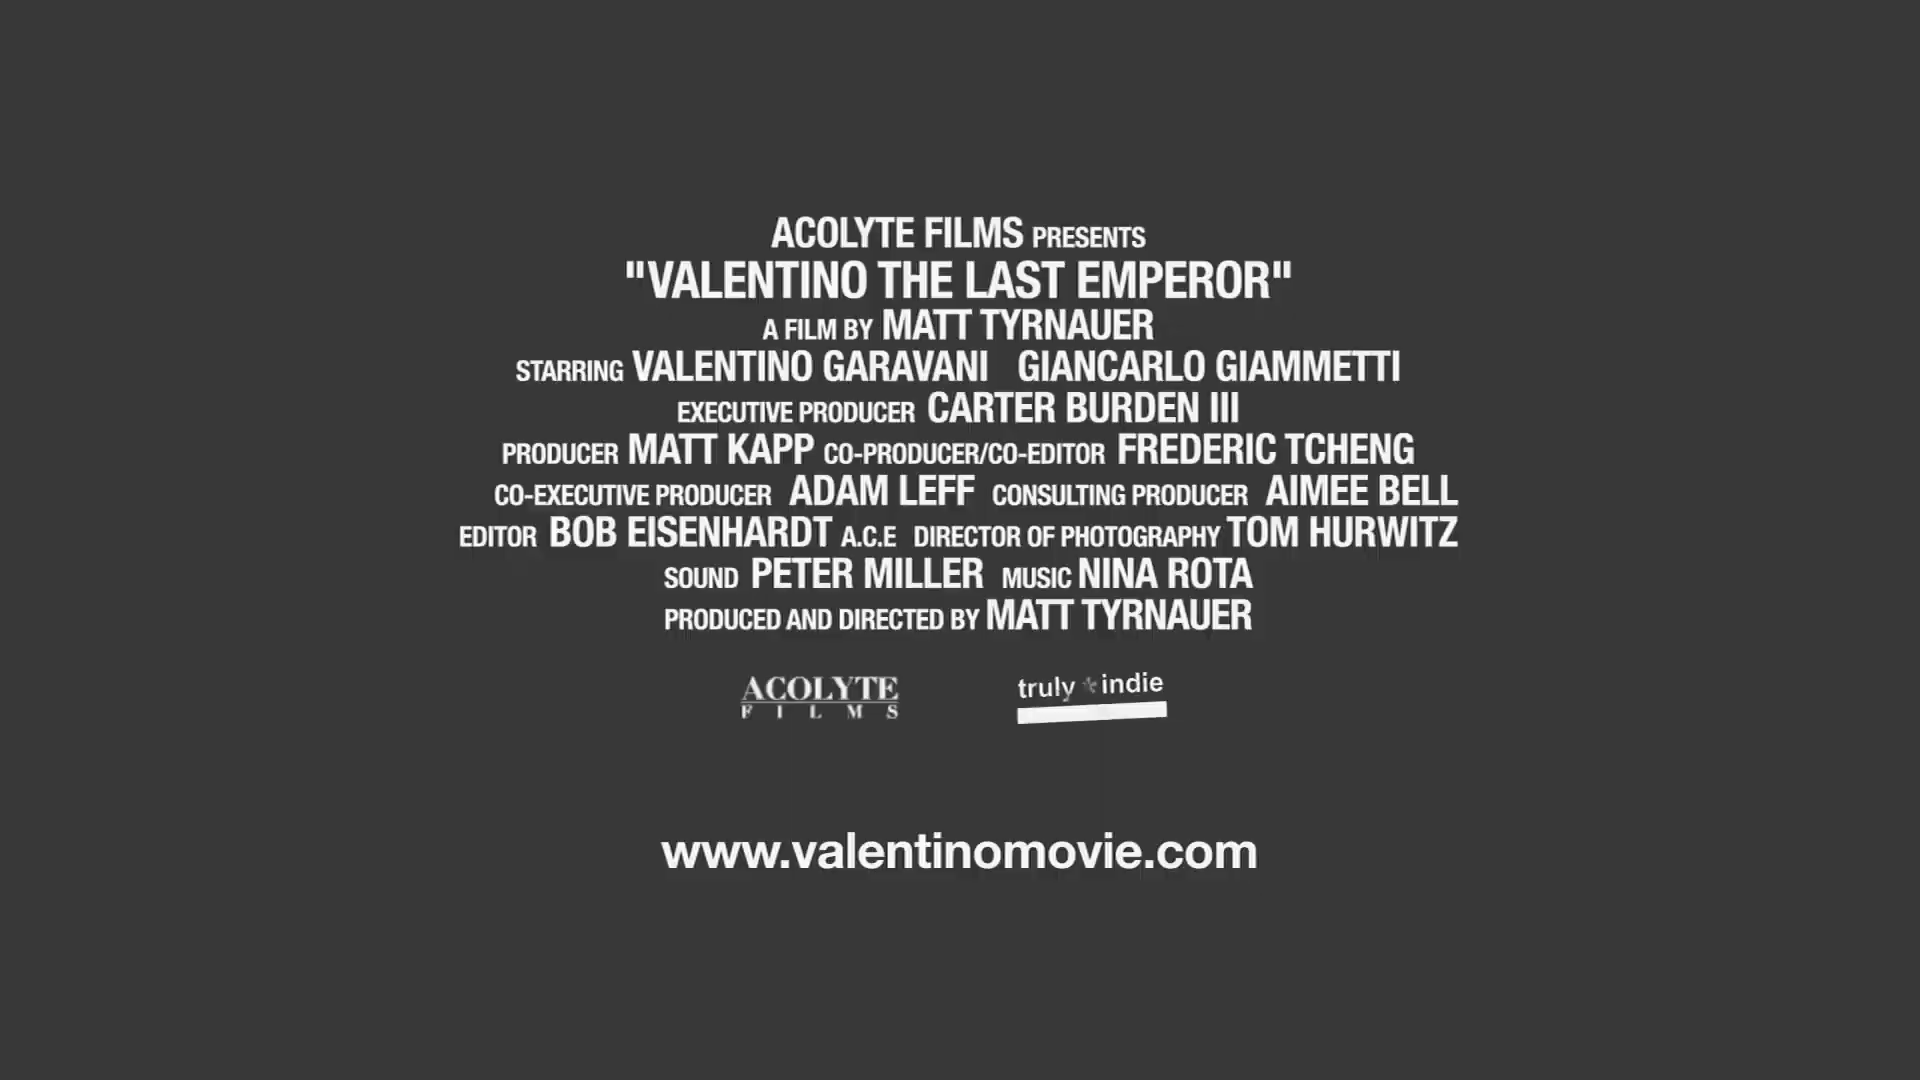 ACOLYTE FILMS PRESENTS
"VALENTINO THE LAST EMPEROR"
A FILM BY MATT TYRNAUER
STARRING VALENTINO GARAVANI GIANCARLO GIAMMETTI
EXECUTIVE PRODUCER CARTER BURDEN III
PRODUCER MATT KAPP CO-PRODUCER/CO-EDITOR FREDERIC TCHENG
CO-EXECUTIVE PRODUCER ADAM LEFF CONSULTING PRODUCER AIMEE BELL
EDITOR BOB EISENHARDT A.C.E DIRECTOR OF PHOTOGRAPHY TOM HURWITZ
SOUND PETER MILLER MUSIC NINA ROTA
PRODUCED AND DIRECTED BY MATT TYRNAUER
ACOLYTE
FILMS
truly indie
www.valentinomovie.com